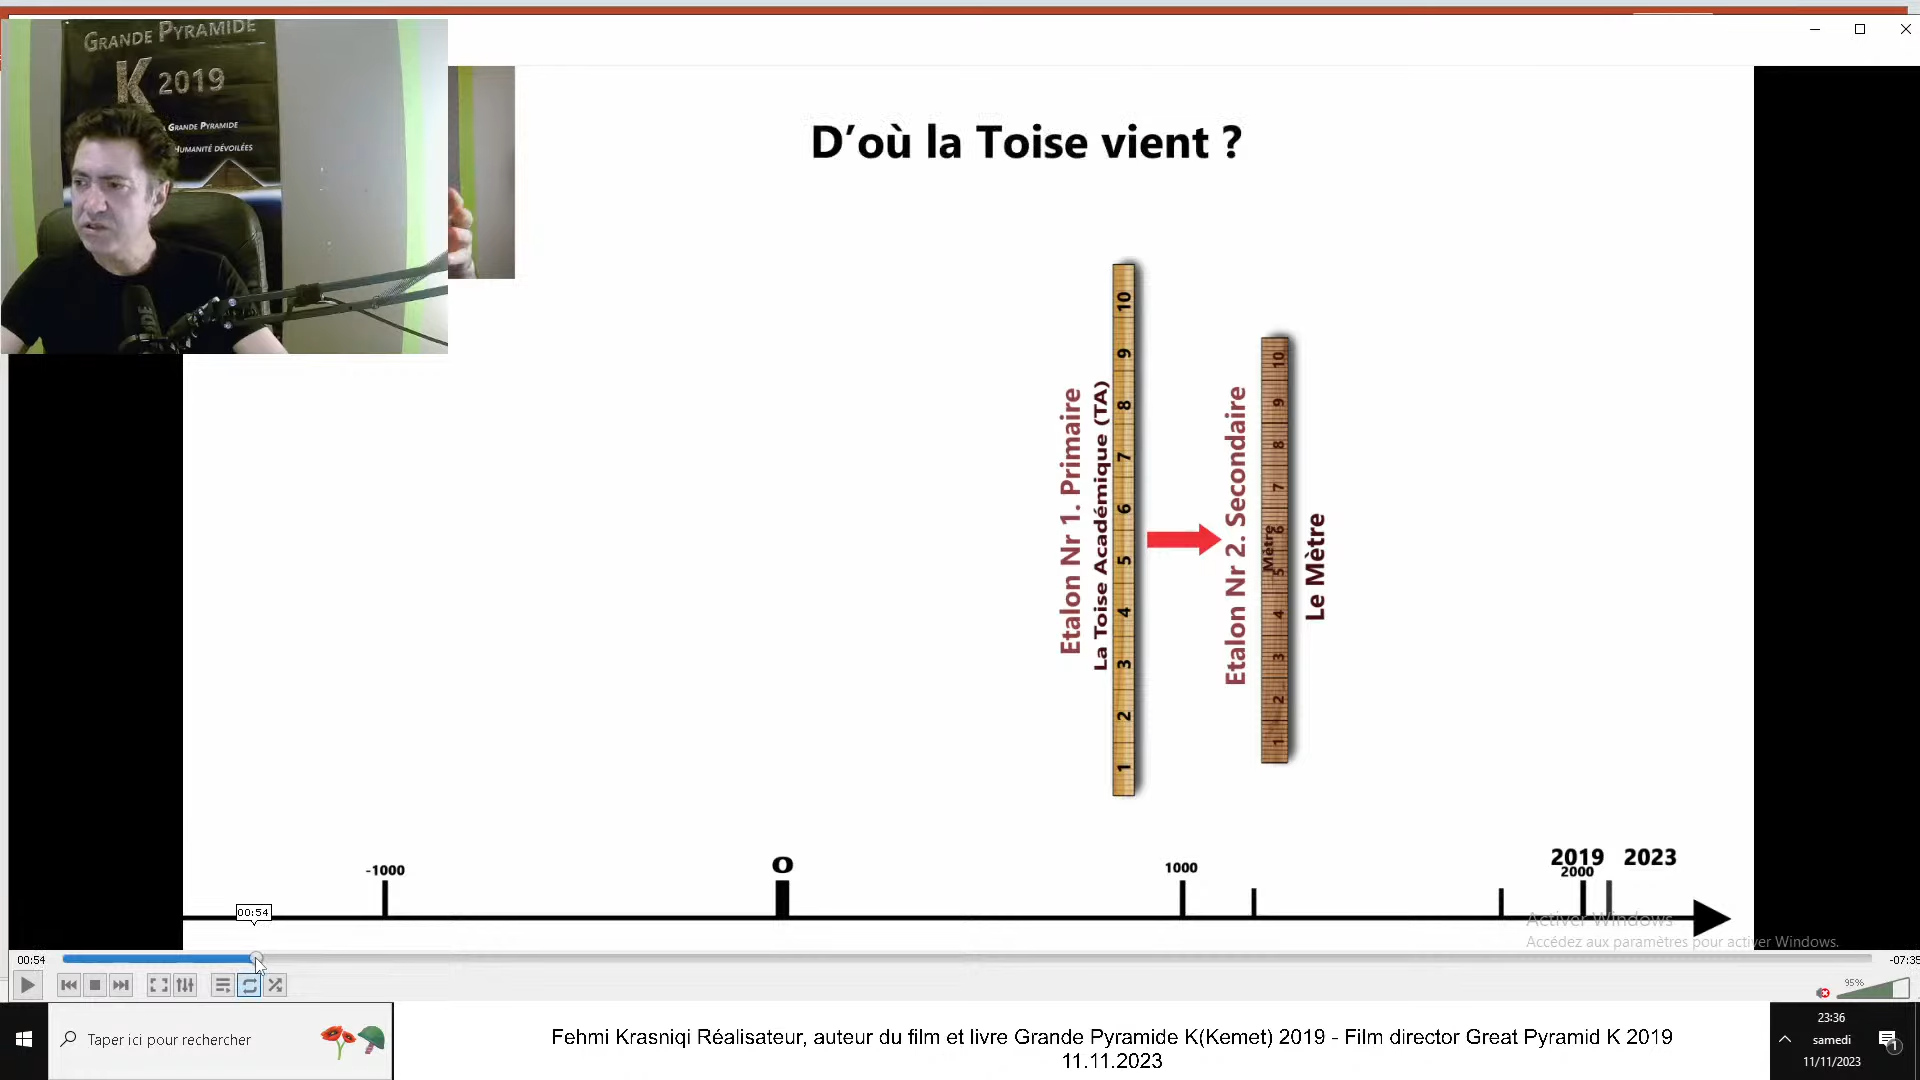 GRANDE PYRAMIDE
K 2019
GRANDE PYRAMIDE
HUMANITÉ DÉVOILÉES
D'où la Toise vient ?
Etalon Nr 1. Primaire
La Toise Académique (TA)
10
9
8
7
6
5
4
3
2
1
Etalon Nr 2. Secondaire
10
9
8
7
6
5
4
3
2
1
Mètre
Le Mètre
-1000
0
1000
2019
2000
2023
00:54
Activer Windows
Accédez aux paramètres pour activer Windows.
00:54
-07:35
95%
Taper ici pour rechercher
Fehmi Krasniqi Réalisateur, auteur du film et livre Grande Pyramide K(Kemet) 2019 - Film director Great Pyramid K 2019
11.11.2023
23:36
samedi
11/11/2023
1